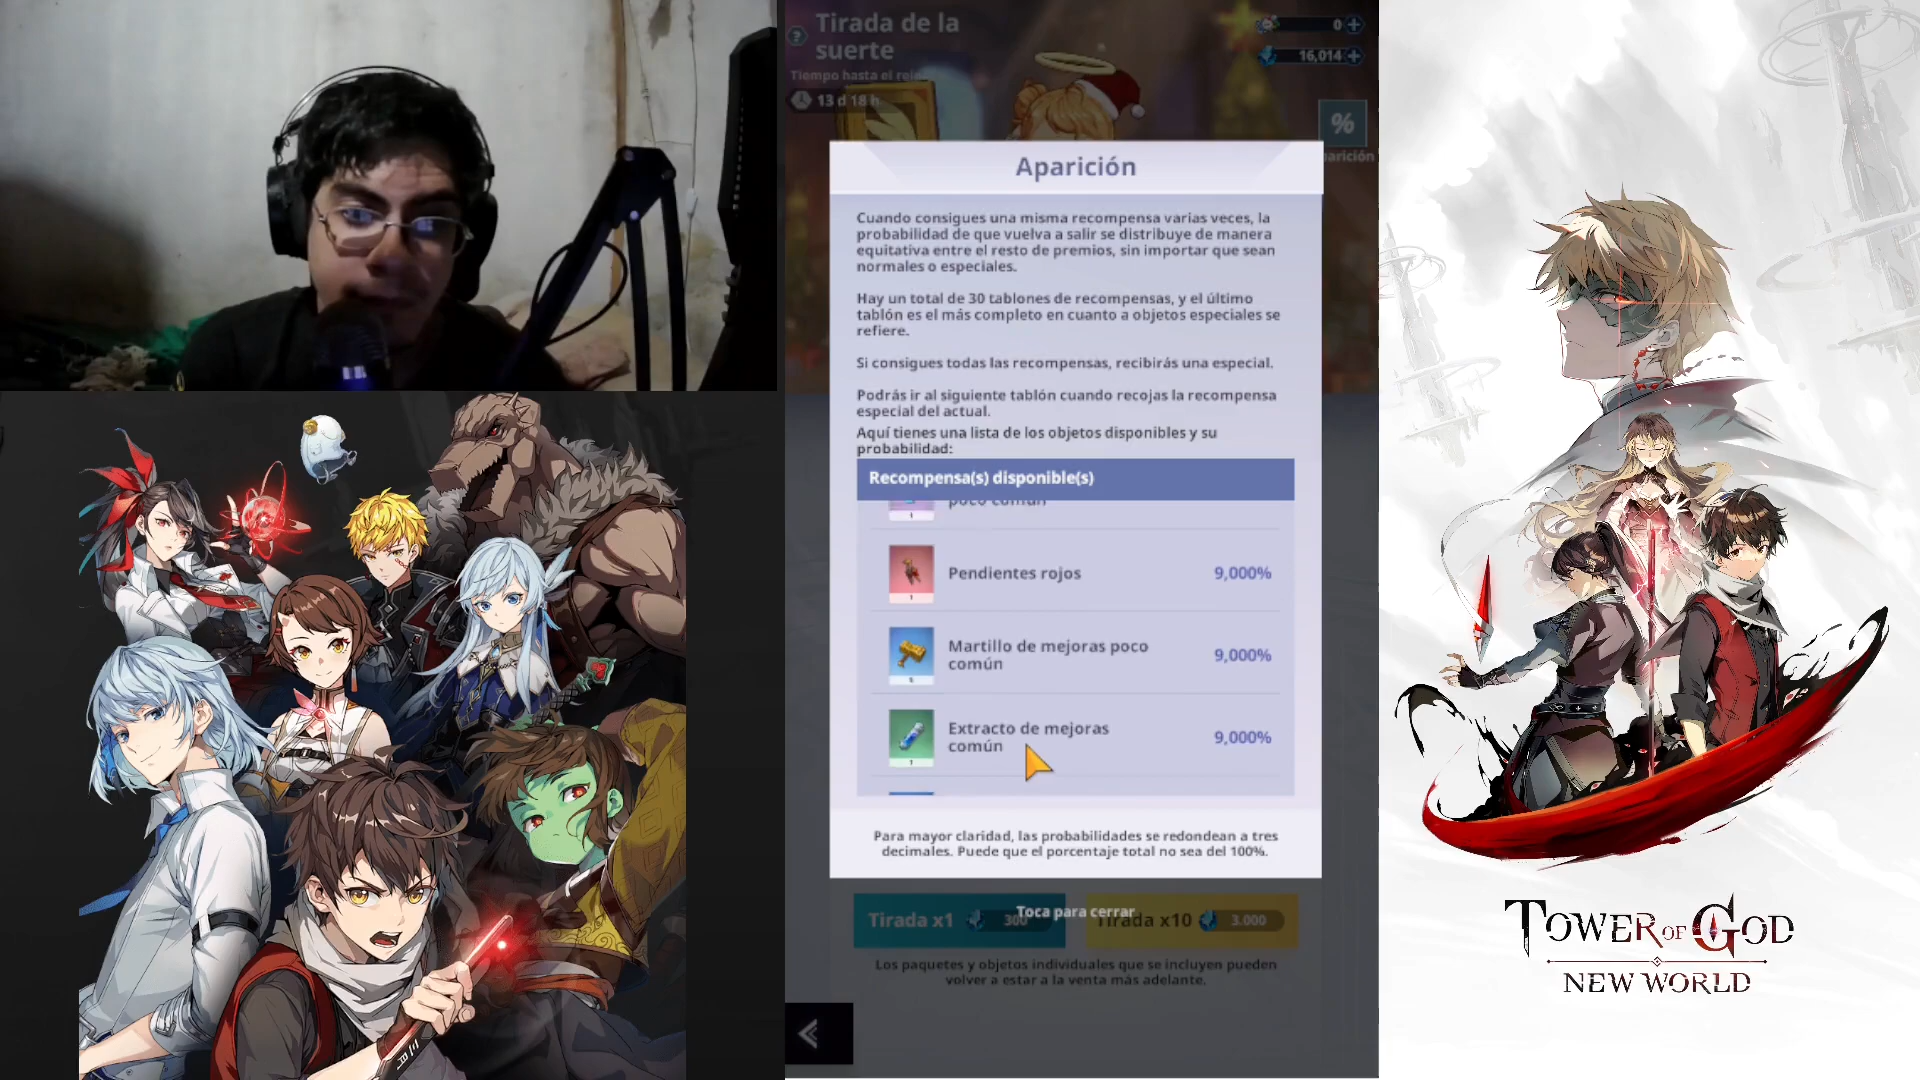 Tirada de la
suerte
Tiempo hasta el
13 d 18 h
0
16,014
%
Aparición
Cuando consigues una misma recompensa varias veces, la
probabilidad de que vuelva a salir se distribuye de manera
equitativa entre el resto de premios, sin importar que sean
normales o especiales.
Hay un total de 30 tablones de recompensas, y el último
tablón es el más completo en cuanto a objetos especiales se
refiere.
Si consigues todas las recompensas, recibirás una especial.
Podrás ir al siguiente tablón cuando recojas la recompensa
especial del actual.
Aquí tienes una lista de los objetos disponibles y su
probabilidad:
Recompensa(s) disponible(s)
poco común
Pendientes rojos 9,000%
Martillo de mejoras poco
común 9,000%
Extracto de mejoras
común 9,000%
Para mayor claridad, las probabilidades se redondean a tres
decimales. Puede que el porcentaje total no sea del 100%.
Tirada x1 300
Toca para cerrar
Tirada x10 3.000
Los paquetes y objetos individuales que se incluyen pueden
volver a estar a la venta más adelante.
TOWER OF GOD
NEW WORLD